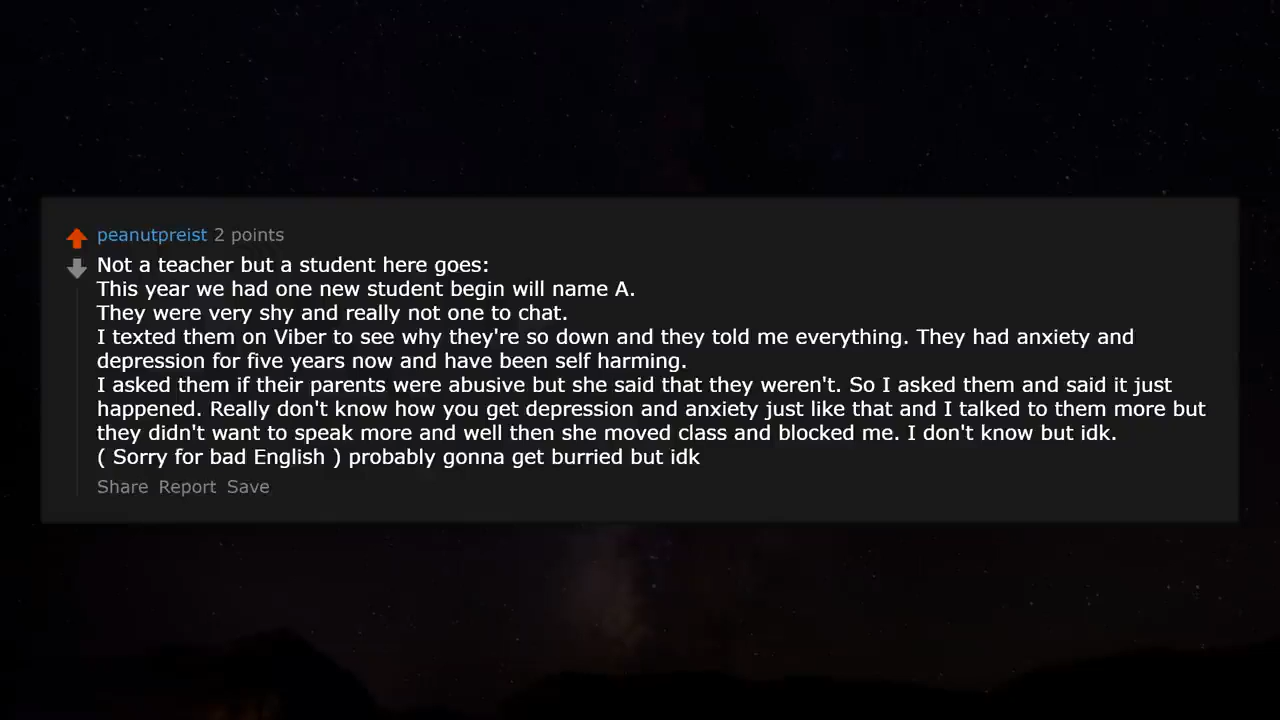 peanutpreist 2 points
Not a teacher but a student here goes:
This year we had one new student begin will name A.
They were very shy and really not one to chat.
I texted them on Viber to see why they're so down and they told me everything. They had anxiety and
depression for five years now and have been self harming.
I asked them if their parents were abusive but she said that they weren't. So I asked them and said it just
happened. Really don't know how you get depression and anxiety just like that and I talked to them more but
they didn't want to speak more and well then she moved class and blocked me. I don't know but idk.
( Sorry for bad English ) probably gonna get burried but idk
Share Report Save